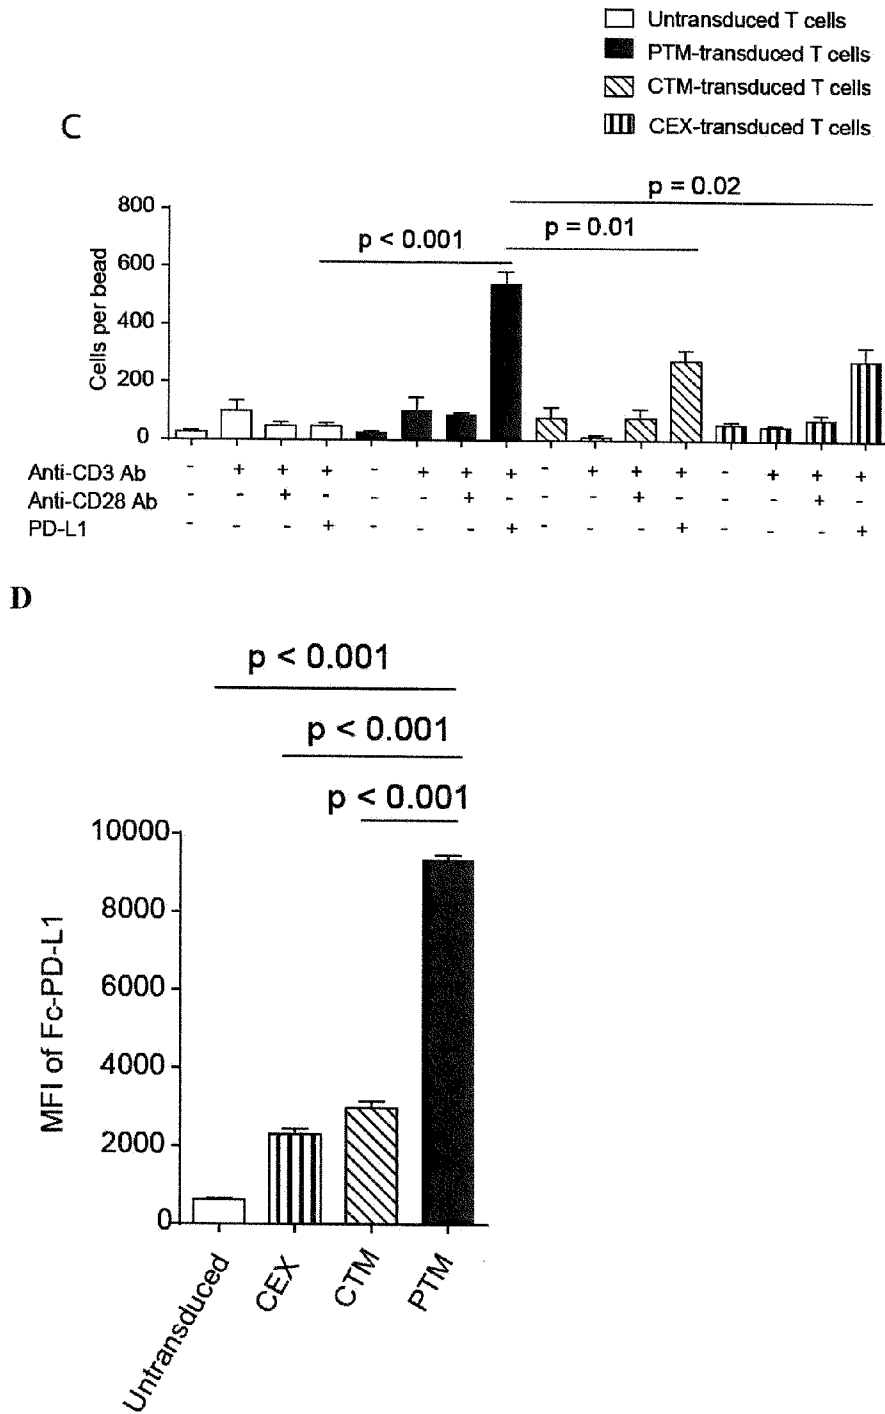 Untransduced T cells
PTM-transduced T cells
CTM-transduced T cells
CEX-transduced T cells
C
p = 0.02
p < 0.001
p = 0.01
Cells per bead
800
600
400
200
0
Anti-CD3 Ab - + + + - + + + - + + + - + + +
Anti-CD28 Ab - - + - - - + - - - + - - - + -
PD-L1 - - - + - - - + - - - + - - - +
D
p < 0.001
p < 0.001
p < 0.001
MFI of Fc-PD-L1
10000
8000
6000
4000
2000
0
Untransduced
CEX
CTM
PTM